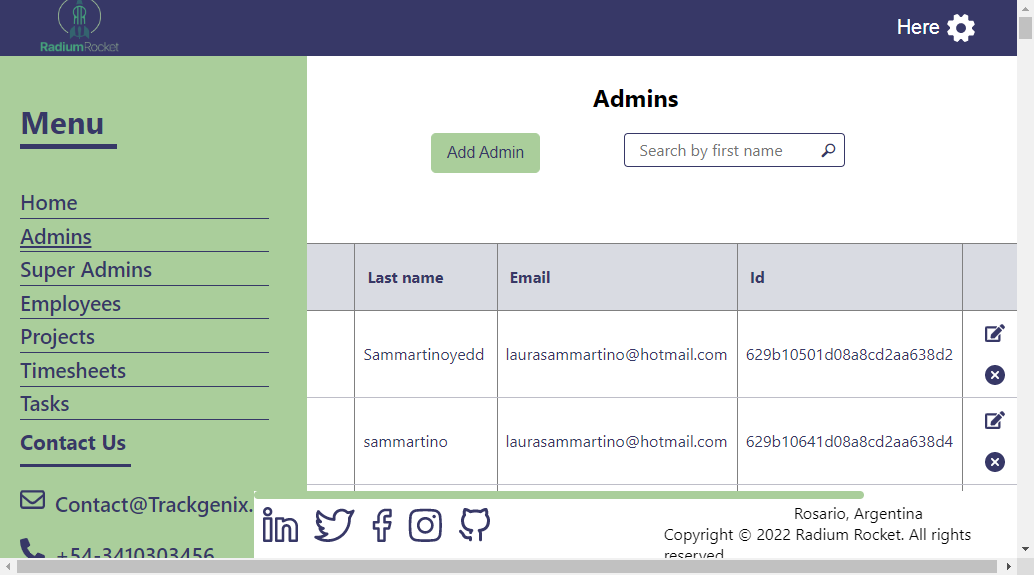 RadiumRocket
Here
Menu
Home
Admins
Super Admins
Employees
Projects
Timesheets
Tasks
Contact Us
Contact@Trackgenix.
+54-3410303456
Admins
Add Admin
Search by first name
Last name Email Id
Sammartinoyedd laurasammartino@hotmail.com 629b10501d08a8cd2aa638d2
sammartino laurasammartino@hotmail.com 629b10641d08a8cd2aa638d4
Rosario, Argentina
Copyright © 2022 Radium Rocket. All rights
reserved